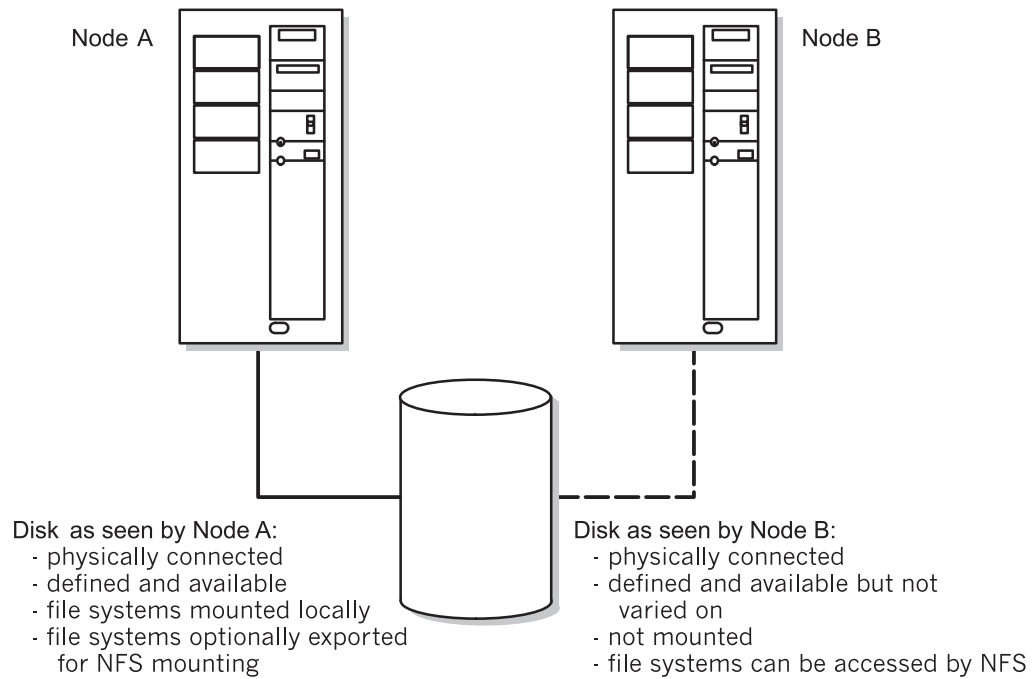 Node A
Node B
Disk as seen by Node A:
- physically connected
- defined and available
- file systems mounted locally
- file systems optionally exported
for NFS mounting
Disk as seen by Node B:
- physically connected
- defined and available but not
varied on
- not mounted
- file systems can be accessed by NFS